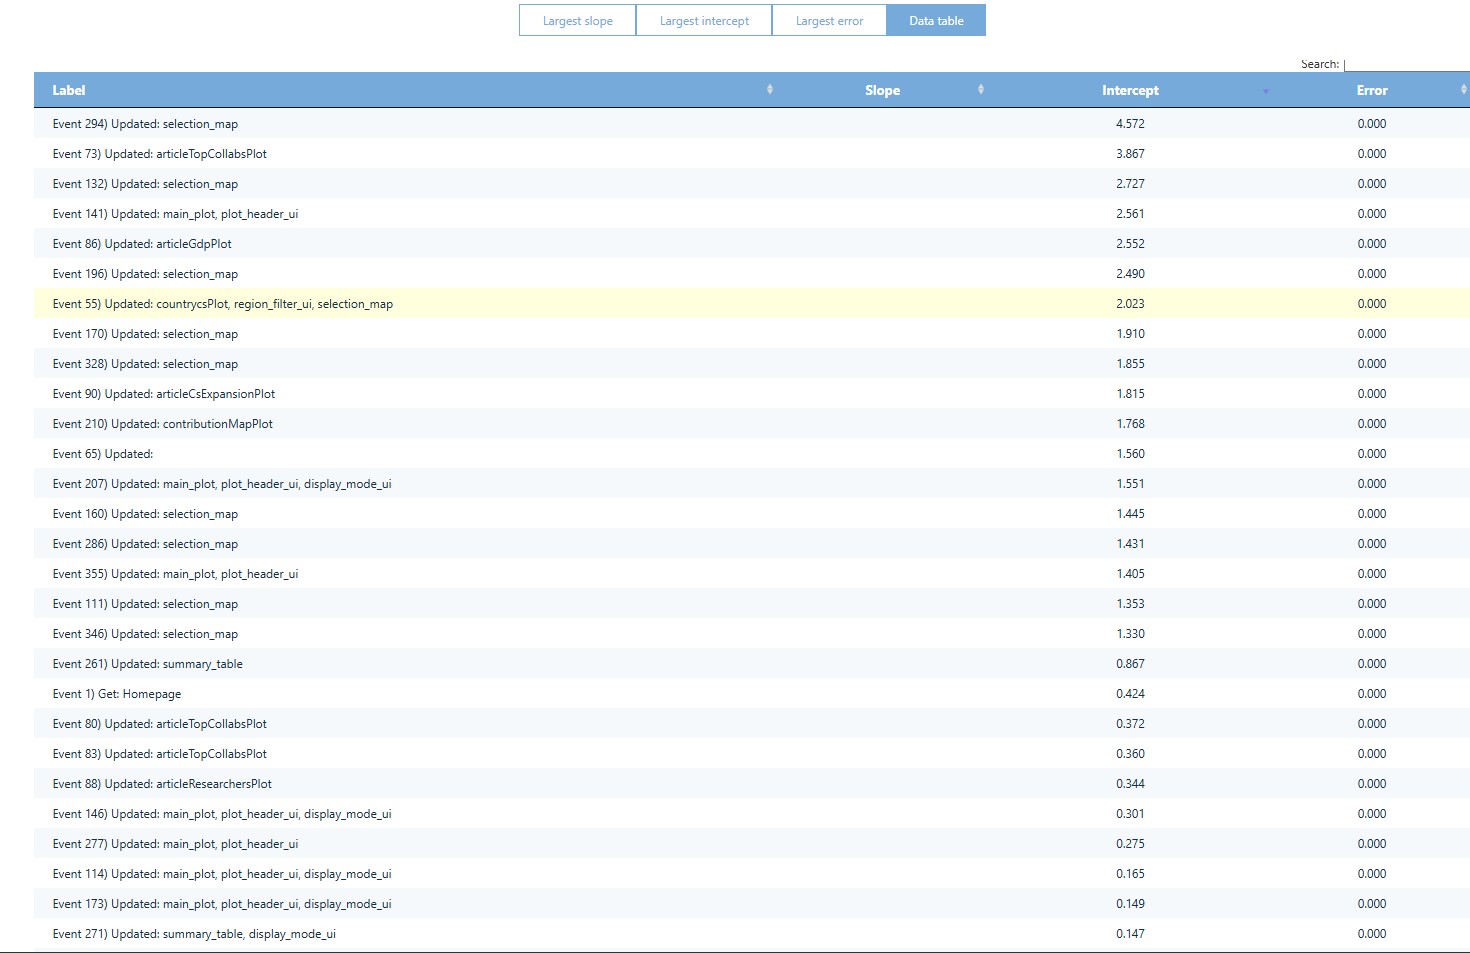 Largest slope Largest intercept Largest error Data table
Search:
Label Slope Intercept Error
Event 294) Updated: selection_map 4.572 0.000
Event 73) Updated: articleTopCollabsPlot 3.867 0.000
Event 132) Updated: selection_map 2.727 0.000
Event 141) Updated: main_plot, plot_header_ui 2.561 0.000
Event 86) Updated: articleGdpPlot 2.552 0.000
Event 196) Updated: selection_map 2.490 0.000
Event 55) Updated: countrycsPlot, region_filter_ui, selection_map 2.023 0.000
Event 170) Updated: selection_map 1.910 0.000
Event 328) Updated: selection_map 1.855 0.000
Event 90) Updated: articleCsExpansionPlot 1.815 0.000
Event 210) Updated: contributionMapPlot 1.768 0.000
Event 65) Updated: 1.560 0.000
Event 207) Updated: main_plot, plot_header_ui, display_mode_ui 1.551 0.000
Event 160) Updated: selection_map 1.445 0.000
Event 286) Updated: selection_map 1.431 0.000
Event 355) Updated: main_plot, plot_header_ui 1.405 0.000
Event 111) Updated: selection_map 1.353 0.000
Event 346) Updated: selection_map 1.330 0.000
Event 261) Updated: summary_table 0.867 0.000
Event 1) Get: Homepage 0.424 0.000
Event 80) Updated: articleTopCollabsPlot 0.372 0.000
Event 83) Updated: articleTopCollabsPlot 0.360 0.000
Event 88) Updated: articleResearchersPlot 0.344 0.000
Event 146) Updated: main_plot, plot_header_ui, display_mode_ui 0.301 0.000
Event 277) Updated: main_plot, plot_header_ui 0.275 0.000
Event 114) Updated: main_plot, plot_header_ui, display_mode_ui 0.165 0.000
Event 173) Updated: main_plot, plot_header_ui, display_mode_ui 0.149 0.000
Event 271) Updated: summary_table, display_mode_ui 0.147 0.000